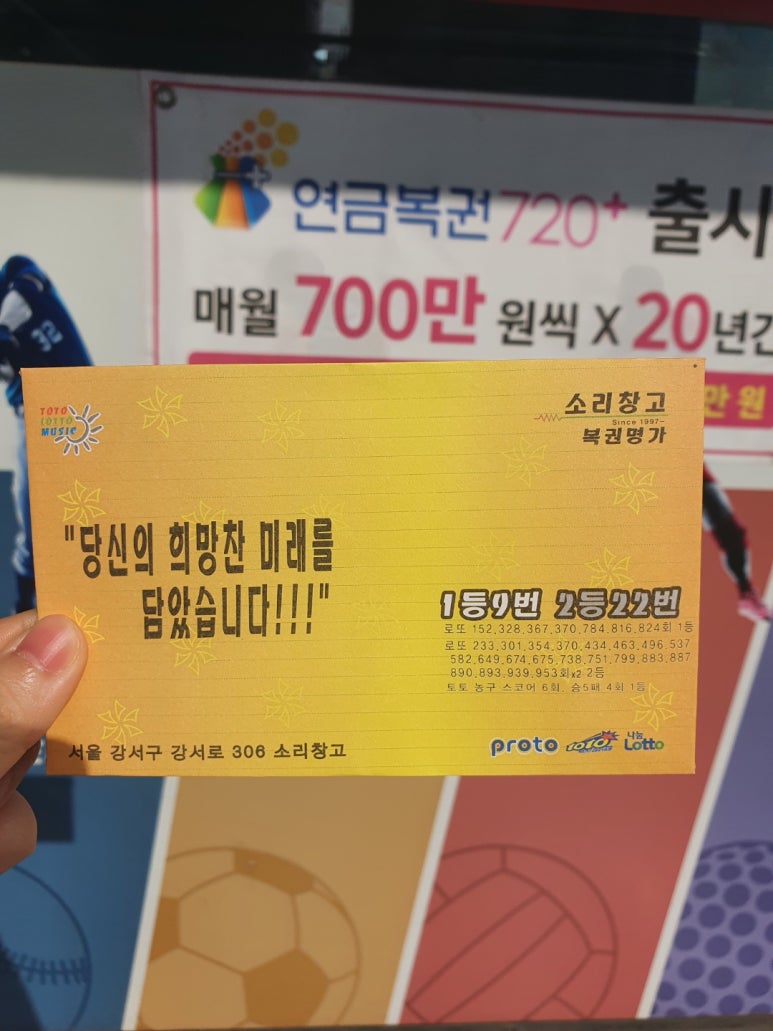 연금복권720+ 출시
매월 700만 원씩 X 20년간
만 원
TOTO
LOTTO
MUSIC
소리창고
Since 1997~
복권명가
"당신의 희망찬 미래를
담았습니다!!!"
1등9번 2등22번
로또 152,328,367,370,784,816,824회 1등
로또 233,301,354,370,434,463,496,537
582,649,674,675,738,751,799,883,887
890,893,939,953회x2 2등
토토 농구 스코어 6회, 승5패 4회 1등
서울 강서구 강서로 306 소리창고
proto
TOTO
나눔
Lotto